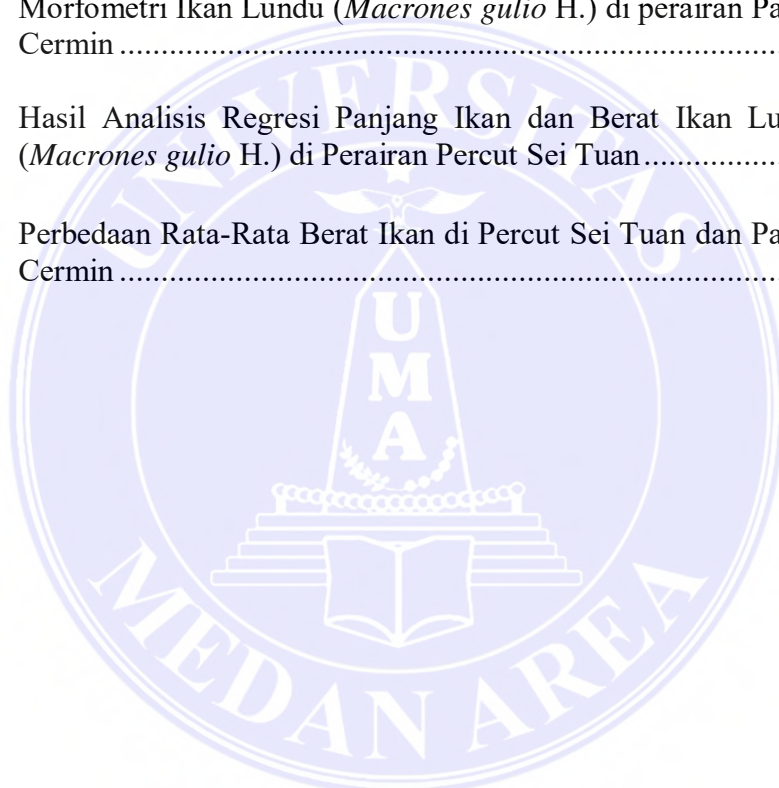 Morfometri Ikan Lundu (Macrones gulio H.) di perairan Pa
Cermin ........................................................................
Hasil Analisis Regresi Panjang Ikan dan Berat Ikan Lu
(Macrones gulio H.) di Perairan Percut Sei Tuan ...............
Perbedaan Rata-Rata Berat Ikan di Percut Sei Tuan dan Pa
Cermin ........................................................................
UNIVERSITAS
U
M
A
MEDAN AREA